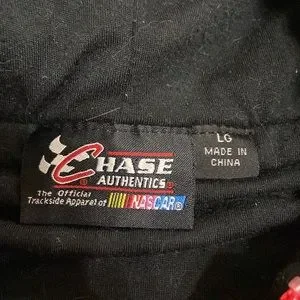 CHASE
AUTHENTICS®
The Official
Trackside Apparel of NASCAR®
LG
MADE IN
CHINA